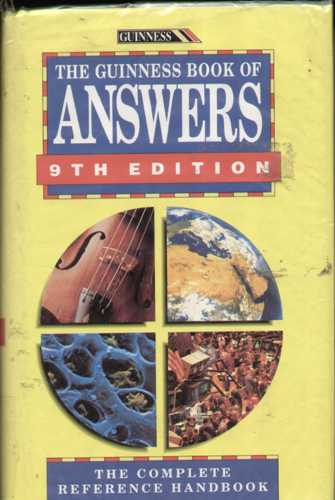 GUINNESS
THE GUINNESS BOOK OF
ANSWERS
9TH EDITION
THE COMPLETE
REFERENCE HANDBOOK